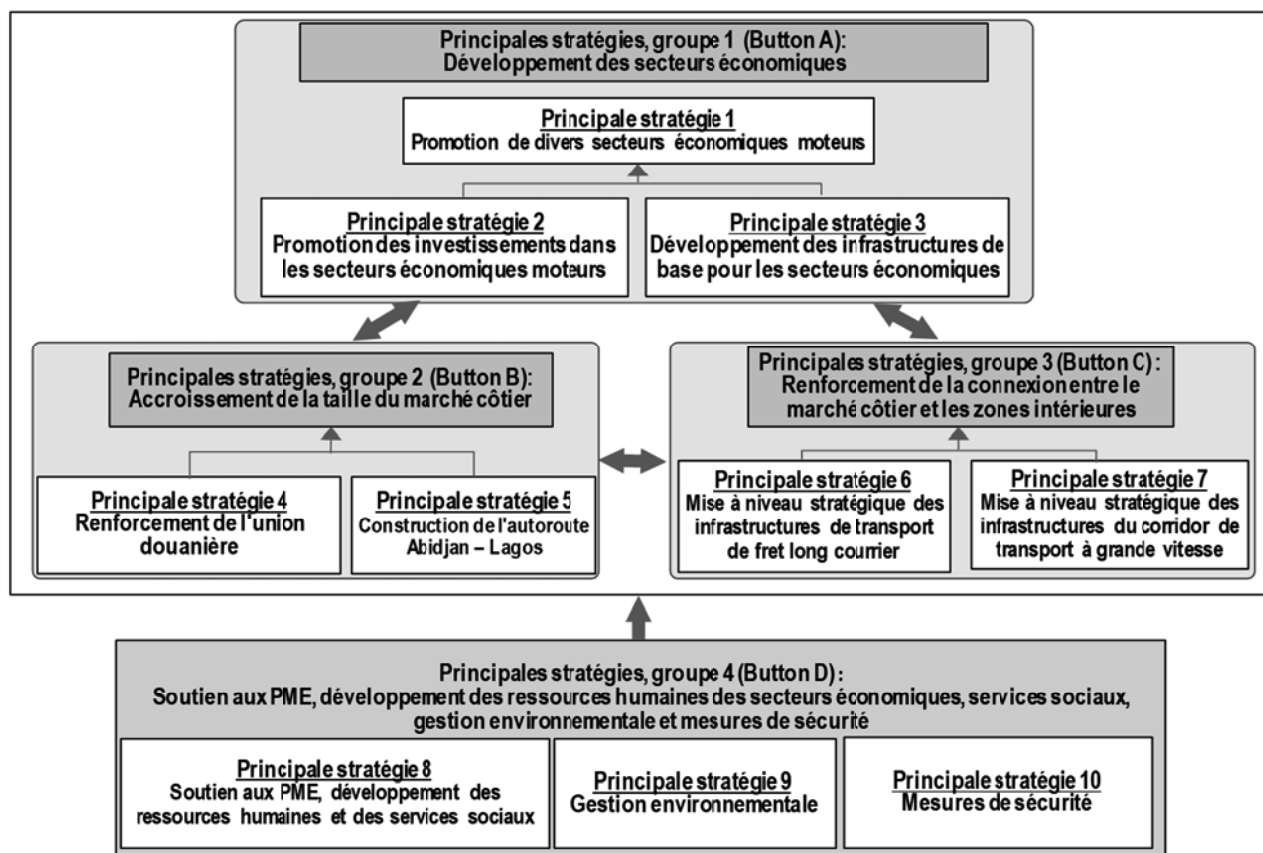 Principales stratégies, groupe 1 (Button A):
Développement des secteurs économiques
Principale stratégie 1
Promotion de divers secteurs économiques moteurs
Principale stratégie 2
Promotion des investissements dans
les secteurs économiques moteurs
Principale stratégie 3
Développement des infrastructures de
base pour les secteurs économiques
Principales stratégies, groupe 2 (Button B):
Accroissement de la taille du marché côtier
Principale stratégie 4
Renforcement de l'union
douanière
Principale stratégie 5
Construction de l'autoroute
Abidjan – Lagos
Principales stratégies, groupe 3 (Button C) :
Renforcement de la connexion entre le
marché côtier et les zones intérieures
Principale stratégie 6
Mise à niveau stratégique des
infrastructures de transport
de fret long courrier
Principale stratégie 7
Mise à niveau stratégique des
infrastructures du corridor de
transport à grande vitesse
Principales stratégies, groupe 4 (Button D) :
Soutien aux PME, développement des ressources humaines des secteurs économiques, services sociaux,
gestion environnementale et mesures de sécurité
Principale stratégie 8
Soutien aux PME, développement des
ressources humaines et des services sociaux
Principale stratégie 9
Gestion environnementale
Principale stratégie 10
Mesures de sécurité